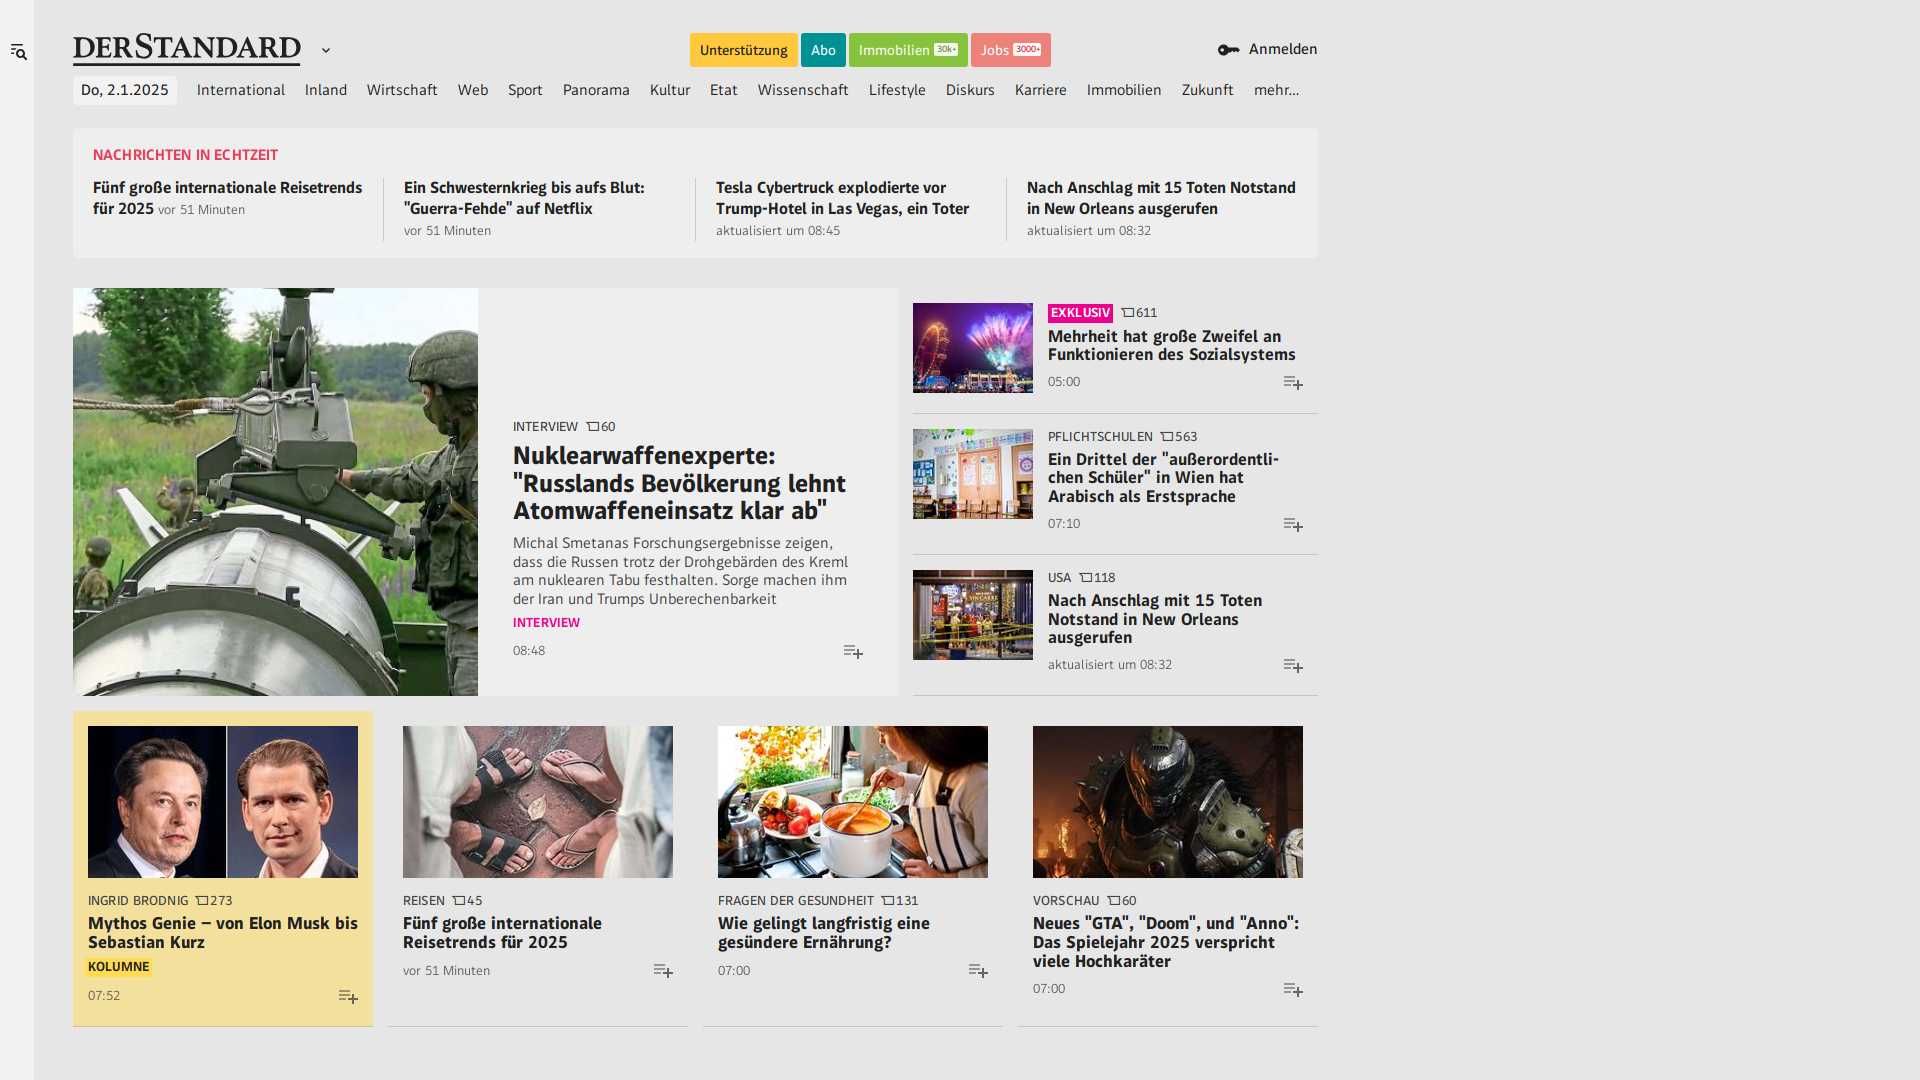 DERSTANDARD
Unterstützung
Abo
Immobilien 30k+
Jobs 3000+
Anmelden
Do, 2.1.2025
International
Inland
Wirtschaft
Web
Sport
Panorama
Kultur
Etat
Wissenschaft
Lifestyle
Diskurs
Karriere
Immobilien
Zukunft
mehr…
NACHRICHTEN IN ECHTZEIT
Fünf große internationale Reisetrends
für 2025 vor 51 Minuten
Ein Schwesternkrieg bis aufs Blut:
"Guerra-Fehde" auf Netflix
vor 51 Minuten
Tesla Cybertruck explodierte vor
Trump-Hotel in Las Vegas, ein Toter
aktualisiert um 08:45
Nach Anschlag mit 15 Toten Notstand
in New Orleans ausgerufen
aktualisiert um 08:32
INTERVIEW 60
Nuklearwaffenexperte:
"Russlands Bevölkerung lehnt
Atomwaffeneinsatz klar ab"
Michal Smetanas Forschungsergebnisse zeigen,
dass die Russen trotz der Drohgebärden des Kreml
am nuklearen Tabu festhalten. Sorge machen ihm
der Iran und Trumps Unberechenbarkeit
INTERVIEW
08:48
EXKLUSIV 611
Mehrheit hat große Zweifel an
Funktionieren des Sozialsystems
05:00
PFLICHTSCHULEN 563
Ein Drittel der "außerordentli-
chen Schüler" in Wien hat
Arabisch als Erstsprache
07:10
USA 118
Nach Anschlag mit 15 Toten
Notstand in New Orleans
ausgerufen
aktualisiert um 08:32
INGRID BRODNIG 273
Mythos Genie – von Elon Musk bis
Sebastian Kurz
KOLUMNE
07:52
REISEN 45
Fünf große internationale
Reisetrends für 2025
vor 51 Minuten
FRAGEN DER GESUNDHEIT 131
Wie gelingt langfristig eine
gesündere Ernährung?
07:00
VORSCHAU 60
Neues "GTA", "Doom", und "Anno":
Das Spielejahr 2025 verspricht
viele Hochkaräter
07:00